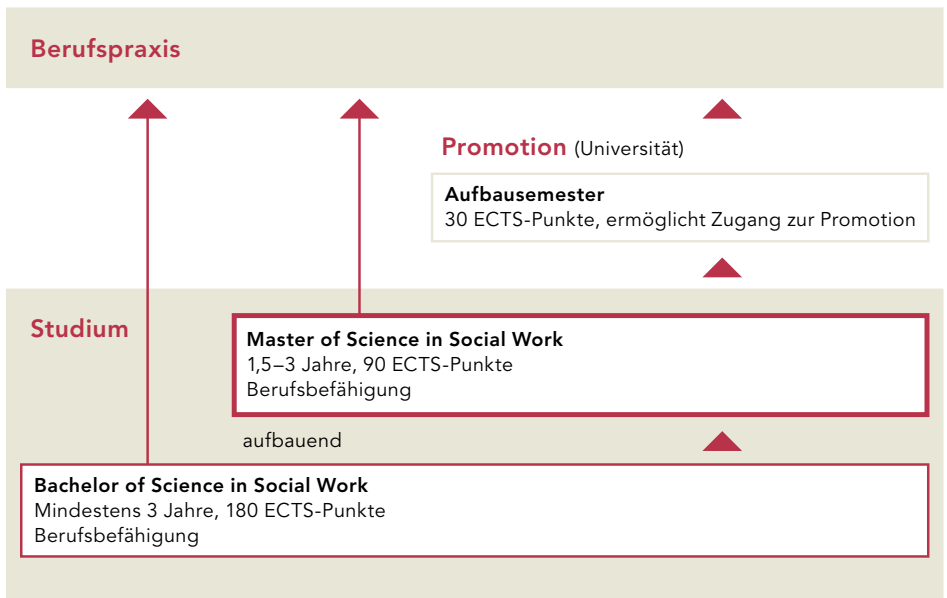 Berufspraxis
Promotion (Universität)
Aufbausemester
30 ECTS-Punkte, ermöglicht Zugang zur Promotion
Studium
Master of Science in Social Work
1,5–3 Jahre, 90 ECTS-Punkte
Berufsbefähigung
aufbauend
Bachelor of Science in Social Work
Mindestens 3 Jahre, 180 ECTS-Punkte
Berufsbefähigung